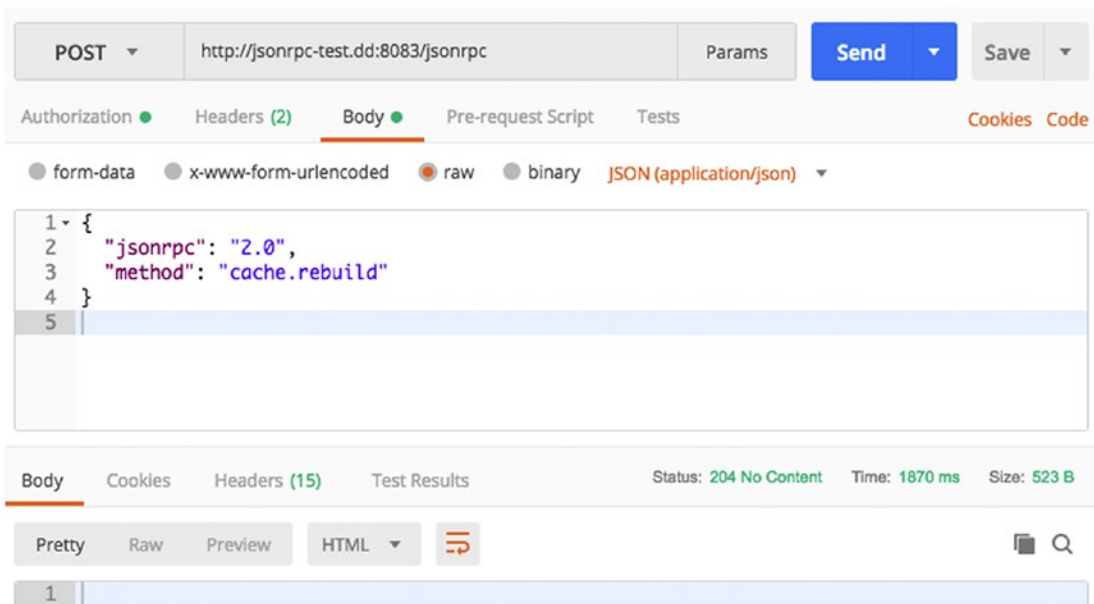 POST http://jsonrpc-test.dd:8083/jsonrpc Params Send Save
Authorization Headers (2) Body Pre-request Script Tests Cookies Code
form-data x-www-form-urlencoded raw binary JSON (application/json)
1 {
2 "jsonrpc": "2.0",
3 "method": "cache.rebuild"
4 }
5
Body Cookies Headers (15) Test Results Status: 204 No Content Time: 1870 ms Size: 523 B
Pretty Raw Preview HTML
1